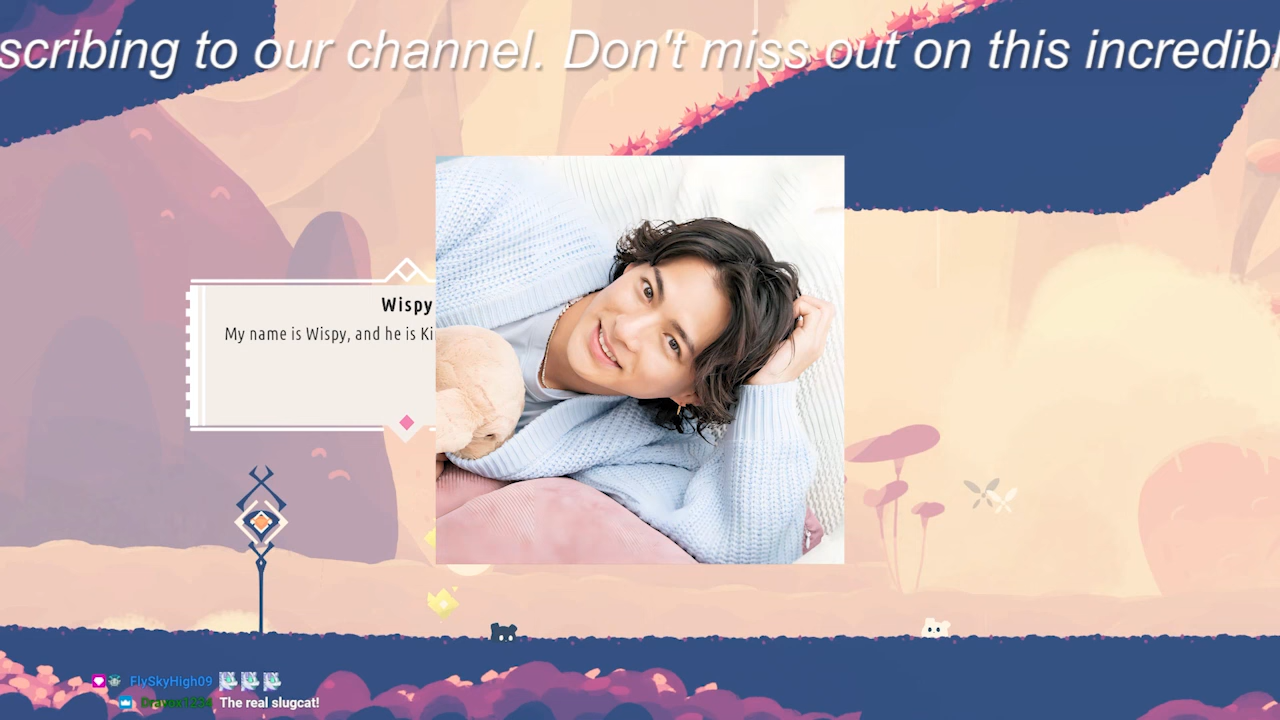 scribing to our channel. Don't miss out on this incredibl
Wispy
My name is Wispy, and he is Ki
FlySkyHigh09
The real slugcat!